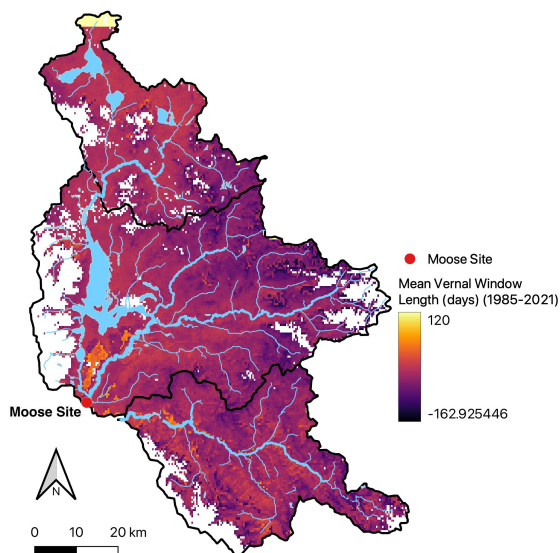 Moose Site
Mean Vernal Window
Length (days) (1985-2021)
120
-162.925446
Moose Site
N
0 10 20 km